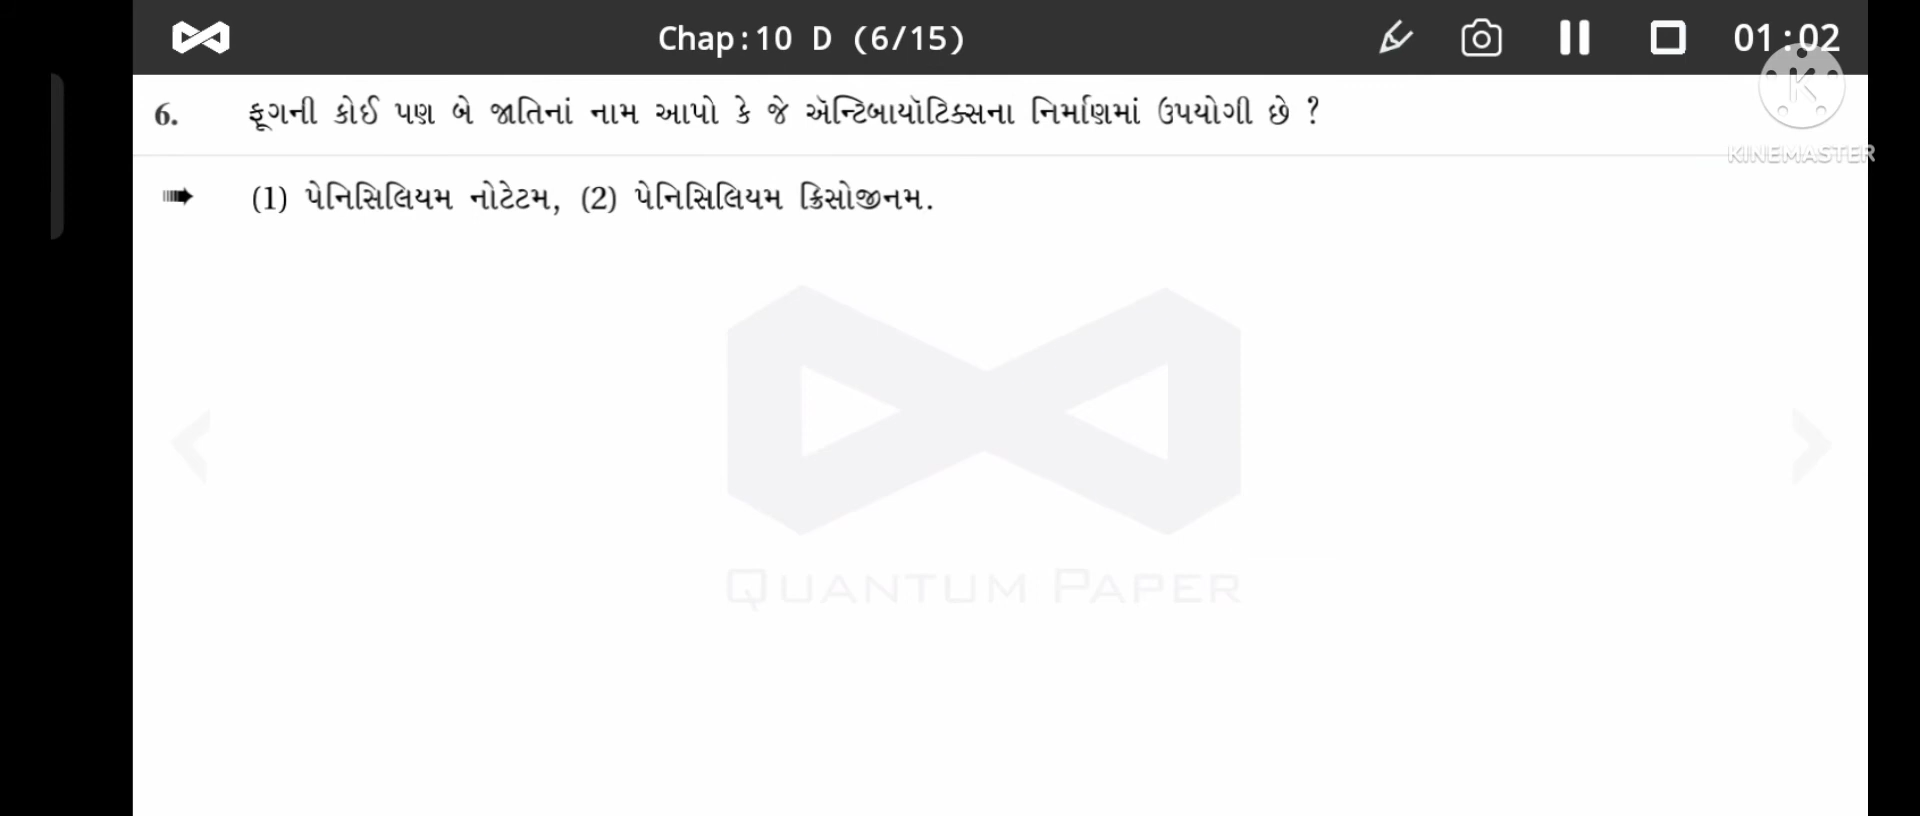 Chap:10 D (6/15)
01:02
6. ફૂગની કોઈ પણ બે જાતિનાં નામ આપો કે જે ઍન્ટિબાયૉટિક્સના નિર્માણમાં ઉપયોગી છે ?
KINEMASTER
➠ (1) પેનિસિલિયમ નોટેટમ, (2) પેનિસિલિયમ ક્રિસોજીનમ.
QUANTUM PAPER